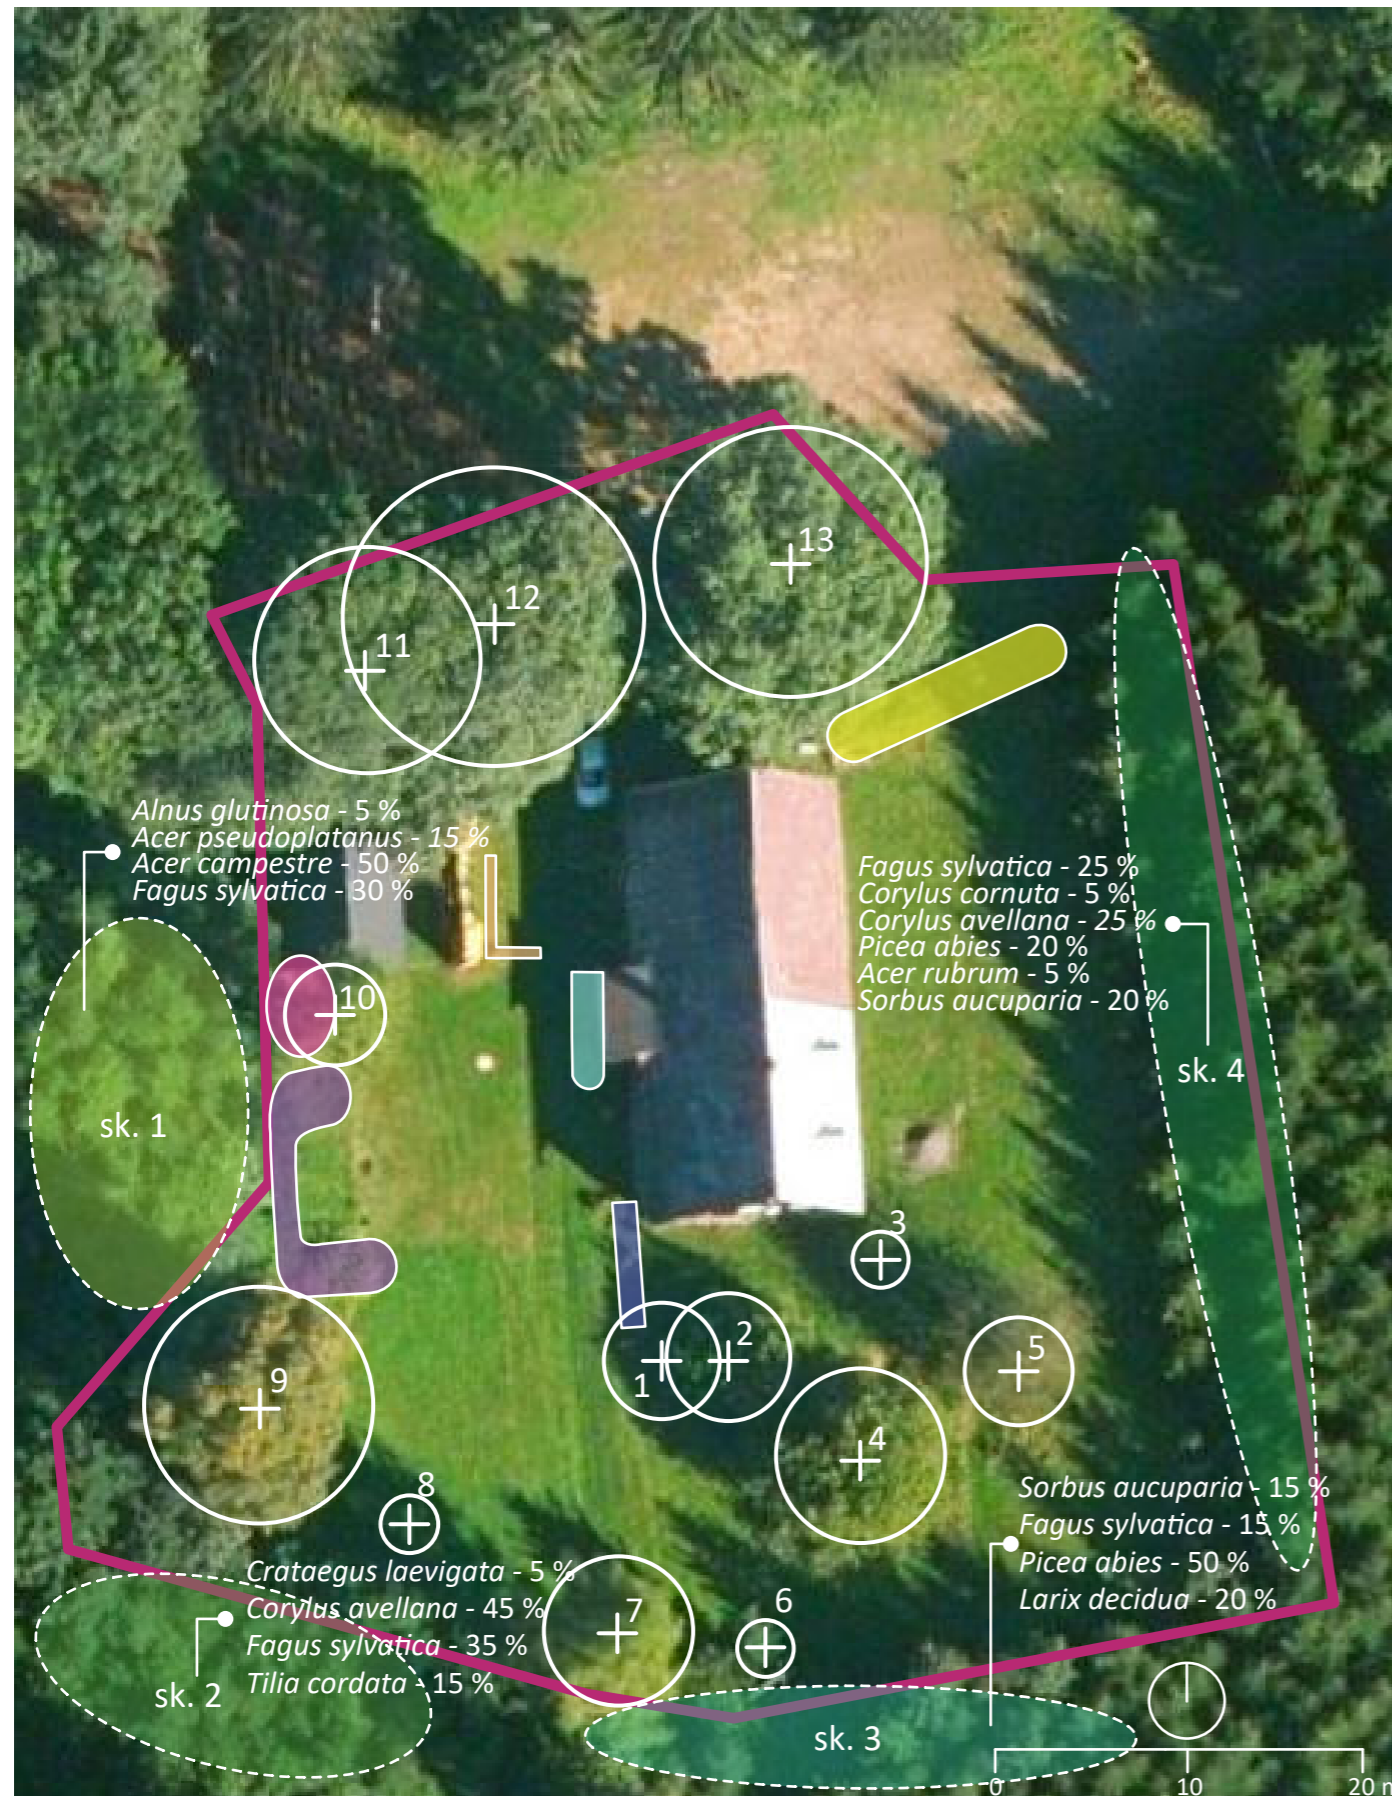 13
12
11
Alnus glutinosa - 5 %
Acer pseudoplatanus - 15 %
Acer campestre - 50 %
Fagus sylvatica - 30 %
Fagus sylvatica - 25 %
Corylus cornuta - 5 %
Corylus avellana - 25 %
Picea abies - 20 %
Acer rubrum - 5 %
Sorbus aucuparia - 20 %
10
sk. 4
sk. 1
3
2
1
5
9
4
8
Sorbus aucuparia - 15 %
Fagus sylvatica - 15 %
Picea abies - 50 %
Larix decidua - 20 %
Crataegus laevigata - 5 %
Corylus avellana - 45 %
Fagus sylvatica - 35 %
Tilia cordata - 15 %
7
6
sk. 2
sk. 3
0 10 20 m